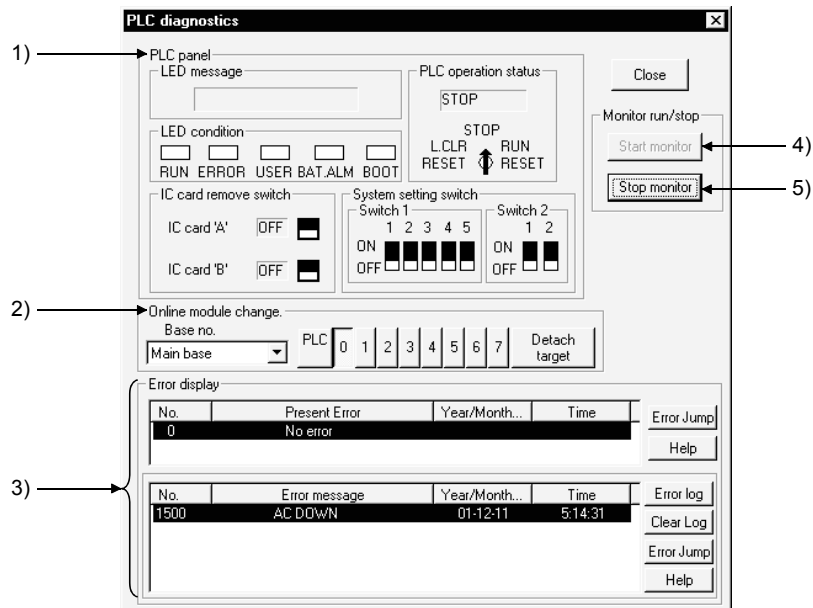 PLC diagnostics
1)
PLC panel
LED message
PLC operation status
STOP
STOP
L.CLR RUN
RESET RESET
Close
Monitor run/stop
Start monitor
4)
Stop monitor
5)
LED condition
RUN ERROR USER BAT.ALM BOOT
IC card remove switch
IC card 'A' OFF
IC card 'B' OFF
System setting switch
Switch 1
1 2 3 4 5
ON
OFF
Switch 2
1 2
ON
OFF
2)
Online module change.
Base no.
Main base
PLC 0 1 2 3 4 5 6 7
Detach
target
3)
Error display
No. Present Error Year/Month... Time
0 No error
Error Jump
Help
No. Error message Year/Month... Time
1500 AC DOWN 01-12-11 5:14:31
Error log
Clear Log
Error Jump
Help